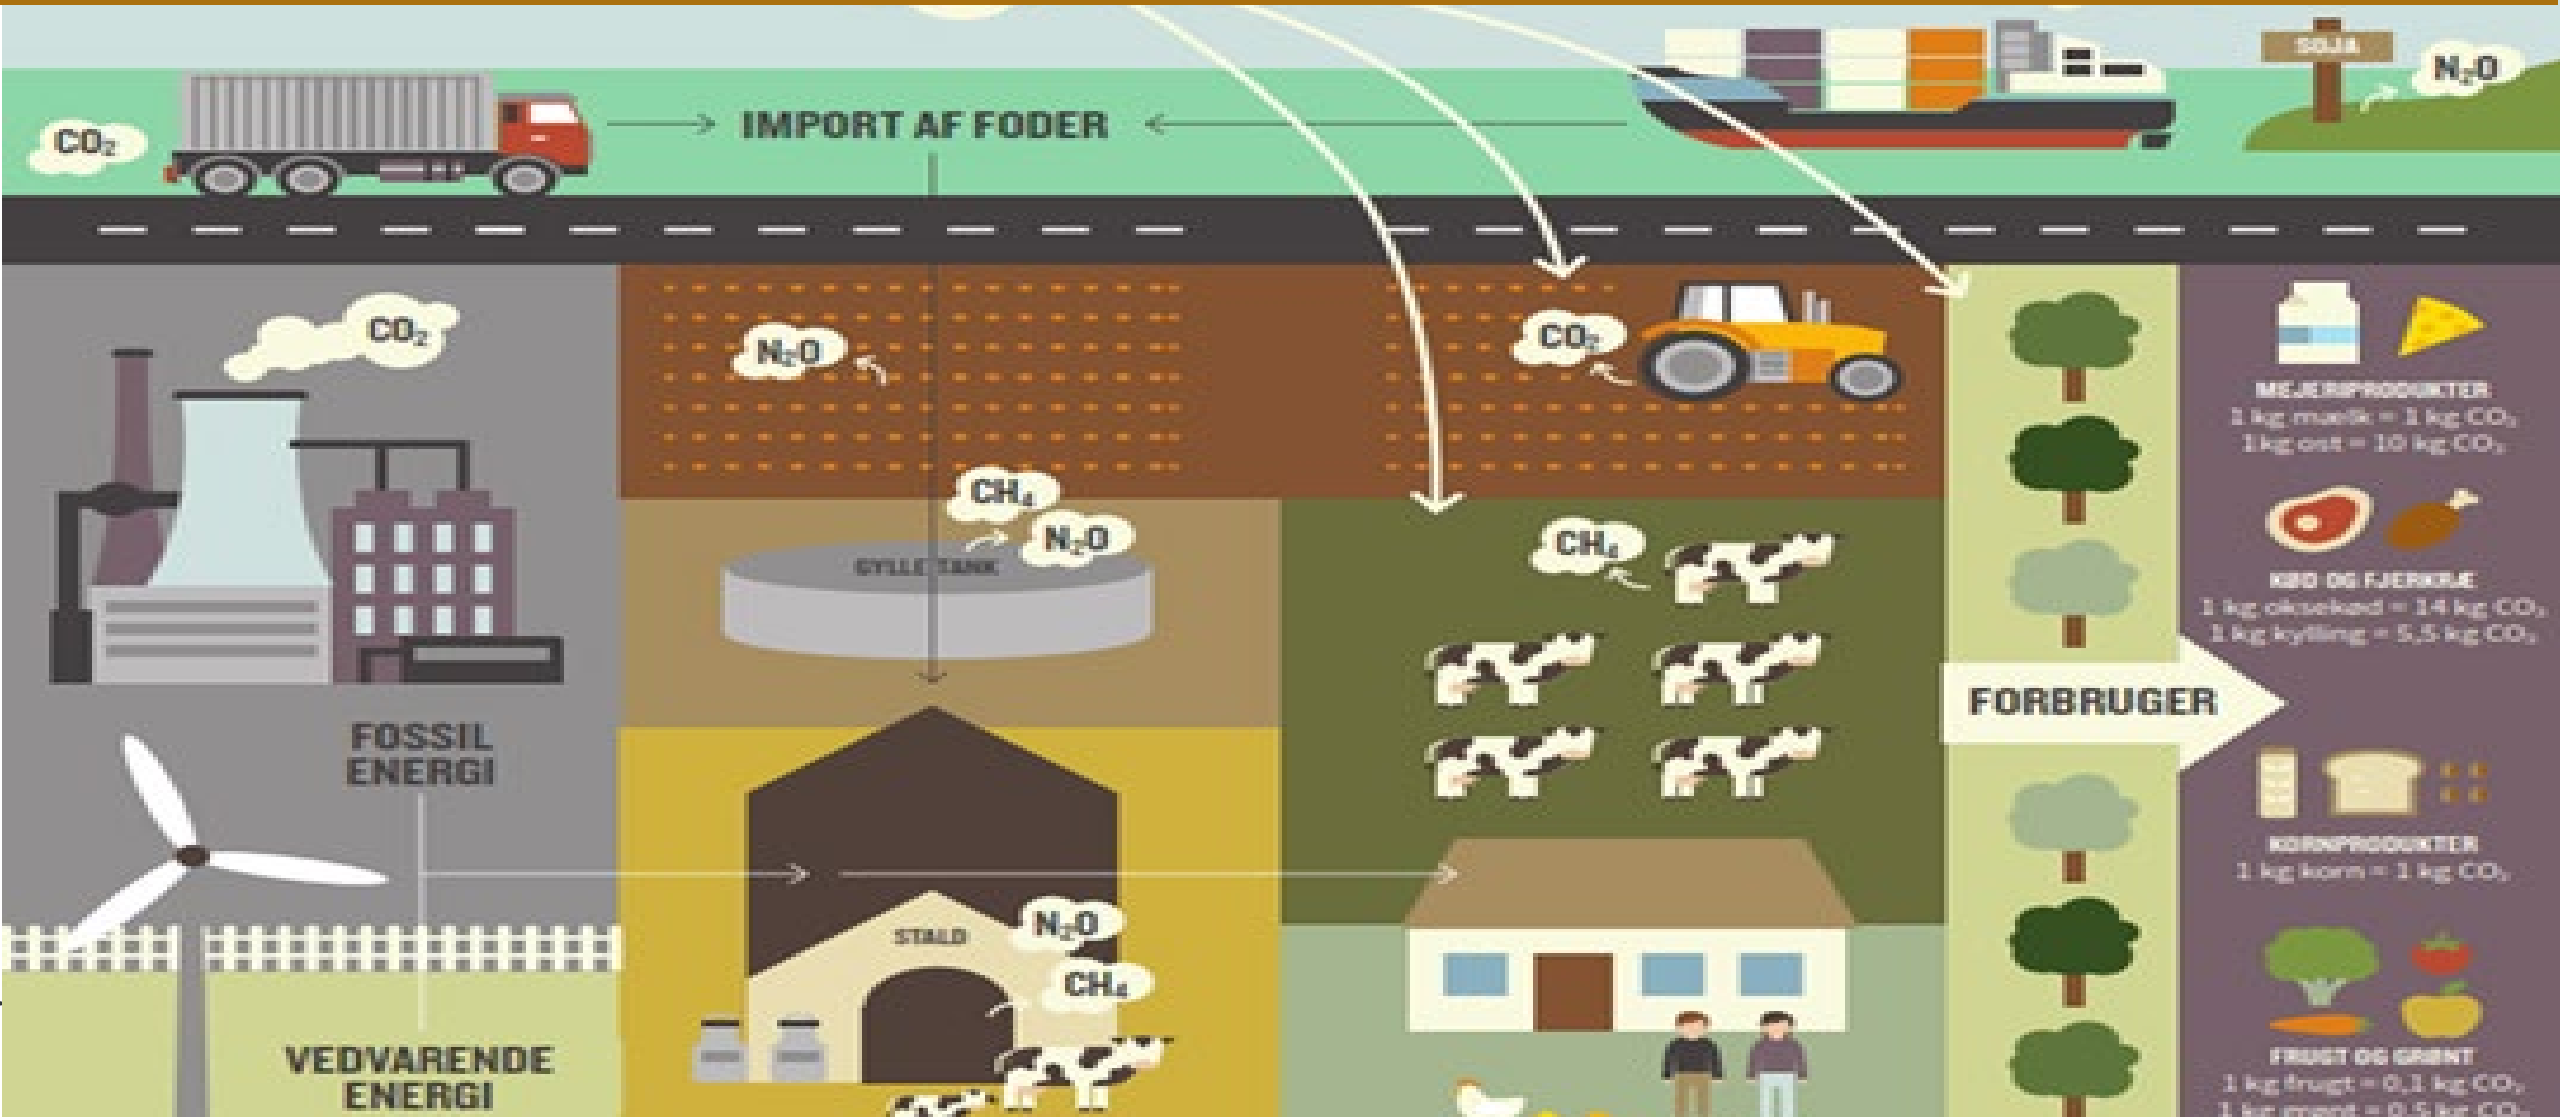 SOJA
N₂O
CO₂
IMPORT AF FODER
CO₂
N₂O
CO₂
CH₄
N₂O
GYLLE TANK
CH₄
FOSSIL
ENERGI
STALD
N₂O
CH₄
VEDVARENDE
ENERGI
FORBRUGER
MEJERIPRODUKTER
1 kg mælk = 1 kg CO₂
1 kg ost = 10 kg CO₂
KØD OG FJERKRÆ
1 kg oksekød = 14 kg CO₂
1 kg kylling = 5,5 kg CO₂
KORNPRODUKTER
1 kg korn = 1 kg CO₂
FRUGT OG GRØNT
1 kg frugt = 0,1 kg CO₂